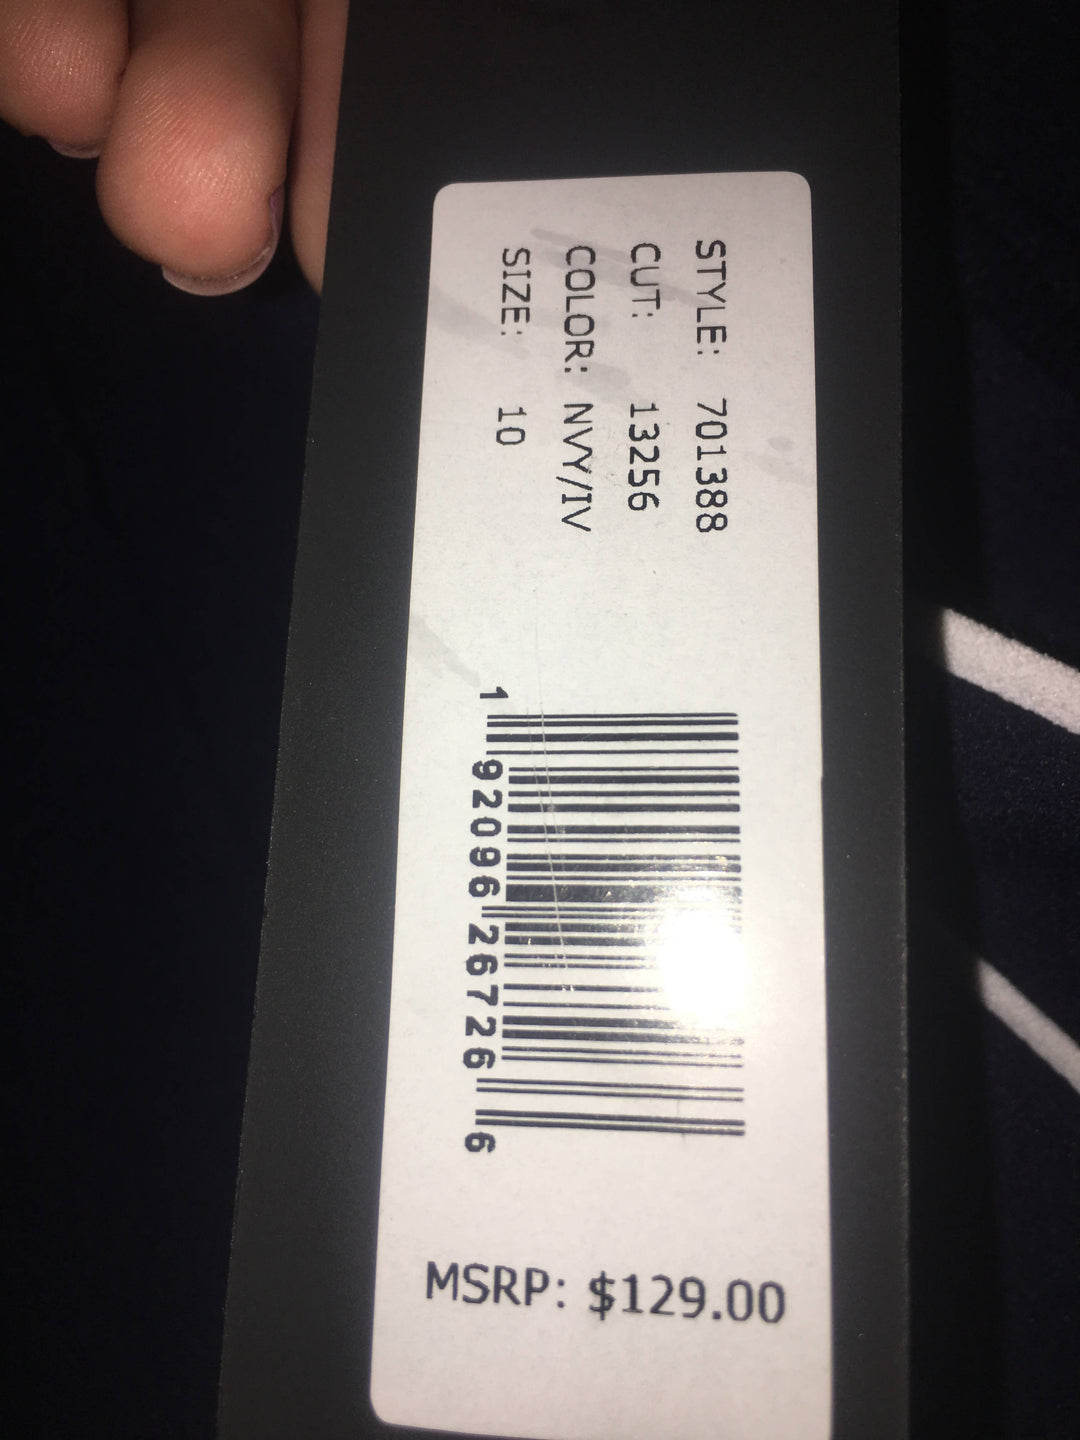 STYLE: 701388
CUT: 13256
COLOR: NVY/IV
SIZE: 10
1 92096 26726 6
MSRP: $129.00